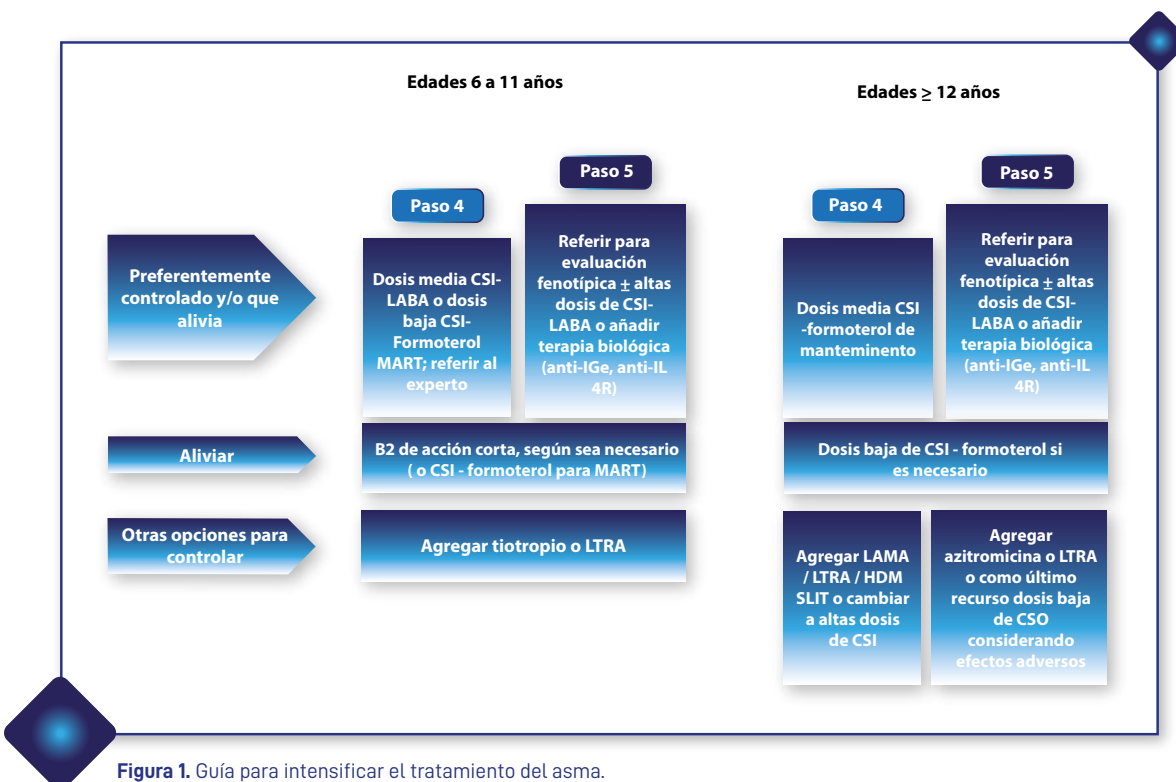 Edades 6 a 11 años
Edades ≥ 12 años
Paso 4
Paso 5
Paso 4
Paso 5
Preferentemente
controlado y/o que
alivia
Dosis media CSI-
LABA o dosis
baja CSI-
Formoterol
MART; referir al
experto
Referir para
evaluación
fenotípica ± altas
dosis de CSI-
LABA o añadir
terapia biológica
(anti-IGe, anti-IL
4R)
Dosis media CSI
-formoterol de
manteminento
Referir para
evaluación
fenotípica ± altas
dosis de CSI-
LABA o añadir
terapia biológica
(anti-IGe, anti-IL
4R)
Aliviar
B2 de acción corta, según sea necesario
( o CSI - formoterol para MART)
Dosis baja de CSI - formoterol si
es necesario
Otras opciones para
controlar
Agregar tiotropio o LTRA
Agregar LAMA
/ LTRA / HDM
SLIT o cambiar
a altas dosis
de CSI
Agregar
azitromicina o LTRA
o como último
recurso dosis baja
de CSO
considerando
efectos adversos
Figura 1. Guía para intensificar el tratamiento del asma.